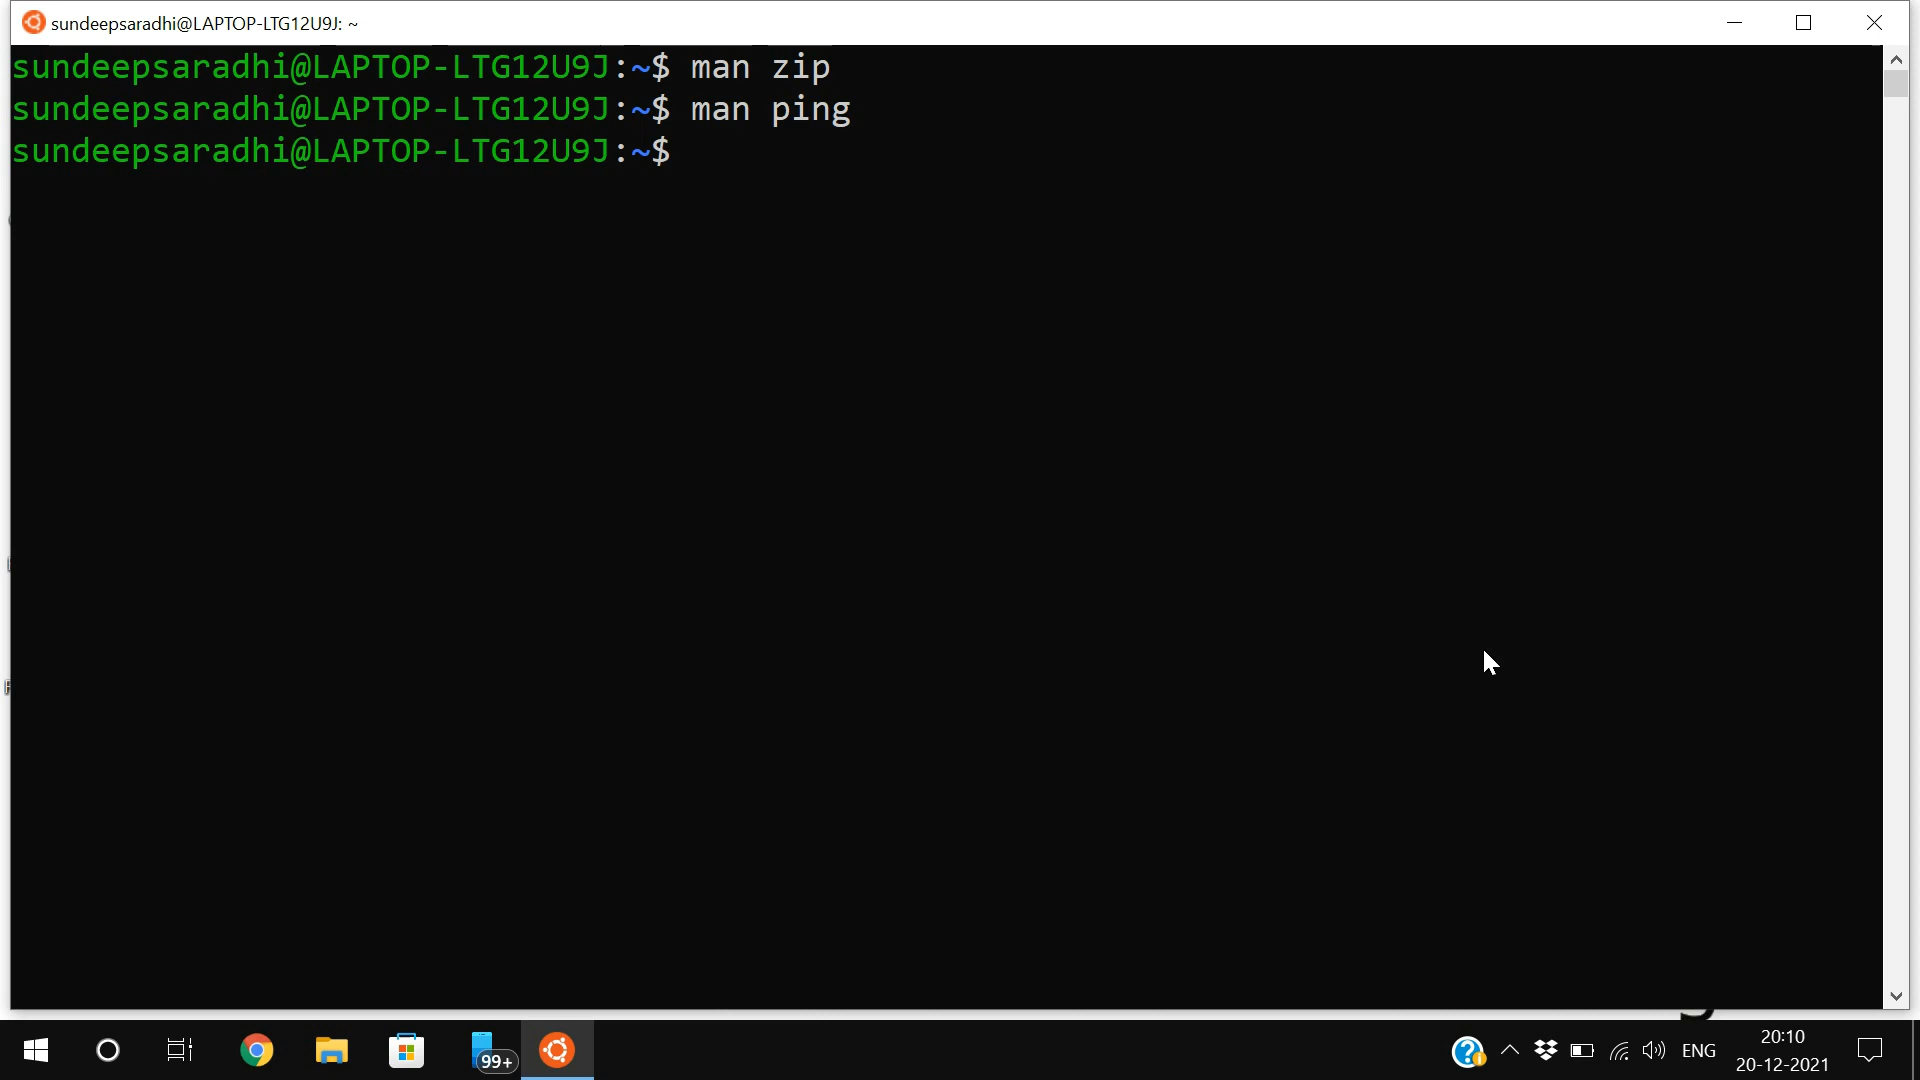 sundeepsaradhi@LAPTOP-LTG12U9J: ~
sundeepsaradhi@LAPTOP-LTG12U9J:~$ man zip
sundeepsaradhi@LAPTOP-LTG12U9J:~$ man ping
sundeepsaradhi@LAPTOP-LTG12U9J:~$
99+
ENG
20:10
20-12-2021